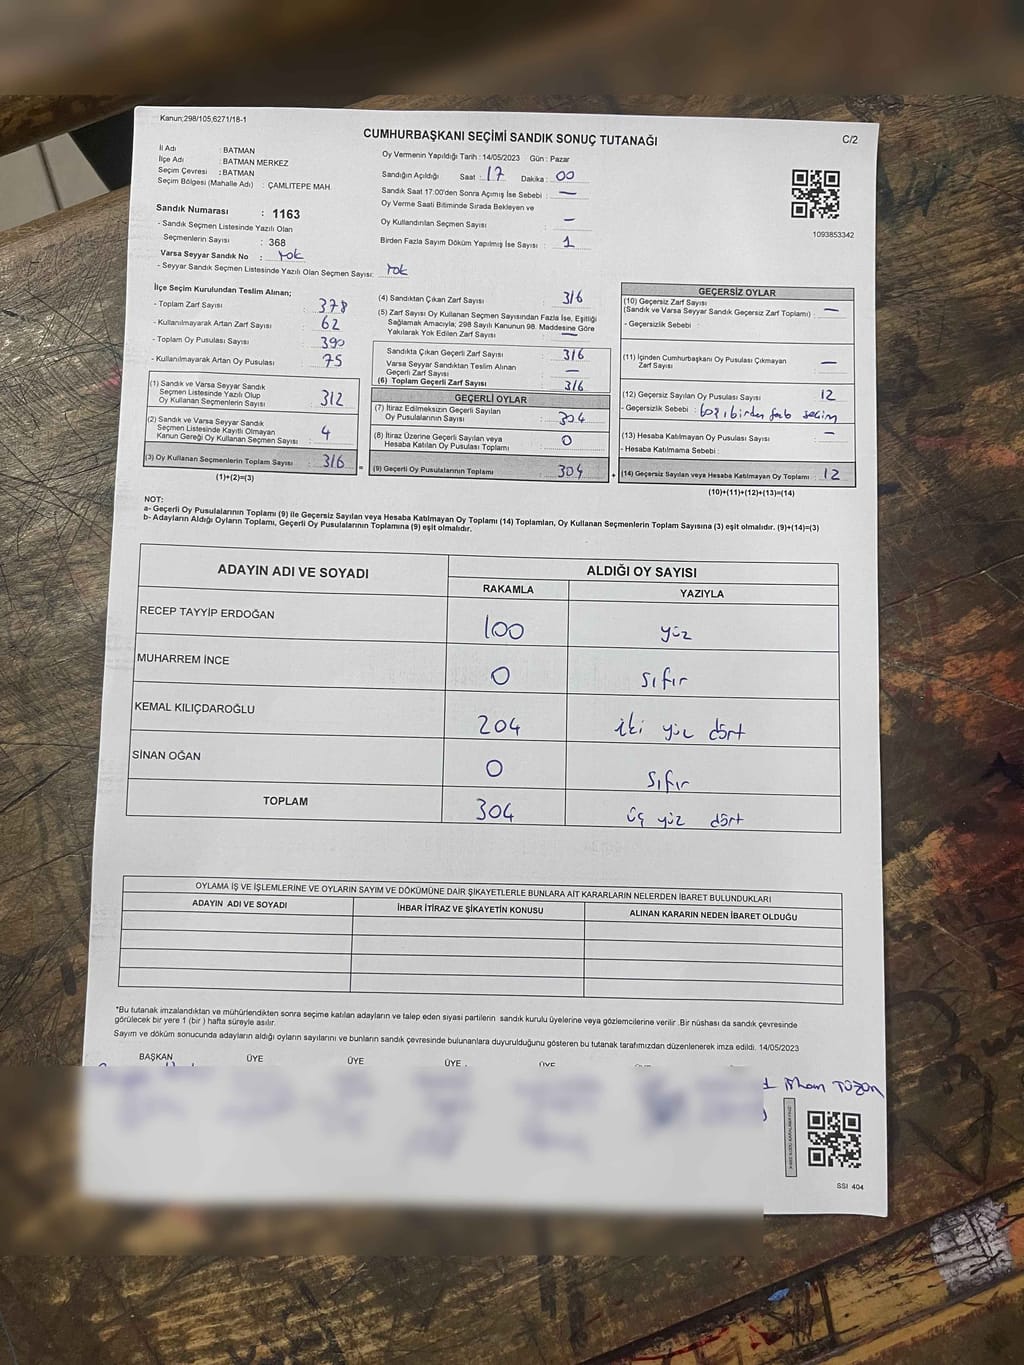 Kanun;298/105,6271/18-1
CUMHURBAŞKANI SEÇİMİ SANDIK SONUÇ TUTANAĞI
C/2
İl Adı : BATMAN
İlçe Adı : BATMAN MERKEZ
Seçim Çevresi : BATMAN
Seçim Bölgesi (Mahalle Adı) : ÇAMLITEPE MAH.
Sandık Numarası : 1163
- Sandık Seçmen Listesinde Yazılı Olan
Seçmenlerin Sayısı : 368
Varsa Seyyar Sandık No : Yok
- Seyyar Sandık Seçmen Listesinde Yazılı Olan Seçmen Sayısı: Yok
Oy Vermenin Yapıldığı Tarih : 14/05/2023 Gün : Pazar
Sandığın Açıldığı Saat : 17 Dakika : 00
Sandık Saat 17:00'den Sonra Açımış İse Sebebi : —
Oy Verme Saati Bitiminde Sırada Bekleyen ve
Oy Kullandırılan Seçmen Sayısı : —
Birden Fazla Sayım Döküm Yapılmış İse Sayısı : 1
1093853342
İlçe Seçim Kurulundan Teslim Alınan;
- Toplam Zarf Sayısı : 378
- Kullanılmayarak Artan Zarf Sayısı : 62
- Toplam Oy Pusulası Sayısı : 390
- Kullanılmayarak Artan Oy Pusulası : 75
(1) Sandık ve Varsa Seyyar Sandık
Seçmen Listesinde Yazılı Olup
Oy Kullanan Seçmenlerin Sayısı : 312
(2) Sandık ve Varsa Seyyar Sandık
Seçmen Listesinde Kayıtlı Olmayan
Kanun Gereği Oy Kullanan Seçmen Sayısı : 4
(3) Oy Kullanan Seçmenlerin Toplam Sayısı : 316
(1)+(2)=(3)
(4) Sandıktan Çıkan Zarf Sayısı : 316
(5) Zarf Sayısı Oy Kullanan Seçmen Sayısından Fazla İse, Eşitliği
Sağlamak Amacıyla; 298 Sayılı Kanunun 98. Maddesine Göre
Yakılarak Yok Edilen Zarf Sayısı : —
Sandıkta Çıkan Geçerli Zarf Sayısı : 316
Varsa Seyyar Sandıktan Teslim Alınan
Geçerli Zarf Sayısı : —
(6) Toplam Geçerli Zarf Sayısı : 316
GEÇERLİ OYLAR
(7) İtiraz Edilmeksizin Geçerli Sayılan
Oy Pusulalarının Sayısı : 304
(8) İtiraz Üzerine Geçerli Sayılan veya
Hesaba Katılan Oy Pusulası Toplamı : 0
(9) Geçerli Oy Pusulalarının Toplamı : 304
GEÇERSİZ OYLAR
(10) Geçersiz Zarf Sayısı
(Sandık ve Varsa Seyyar Sandık Geçersiz Zarf Toplamı) : —
- Geçersizlik Sebebi :
(11) İçinden Cumhurbaşkanı Oy Pusulası Çıkmayan
Zarf Sayısı : —
(12) Geçersiz Sayılan Oy Pusulası Sayısı : 12
- Geçersizlik Sebebi : seçim
(13) Hesaba Katılmayan Oy Pusulası Sayısı : —
- Hesaba Katılmama Sebebi :
(14) Geçersiz Sayılan veya Hesaba Katılmayan Oy Toplamı : 12
(10)+(11)+(12)+(13)=(14)
NOT:
a- Geçerli Oy Pusulalarının Toplamı (9) ile Geçersiz Sayılan veya Hesaba Katılmayan Oy Toplamı (14) Toplamları, Oy Kullanan Seçmenlerin Toplam Sayısına (3) eşit olmalıdır. (9)+(14)=(3)
b- Adayların Aldığı Oyların Toplamı, Geçerli Oy Pusulalarının Toplamına (9) eşit olmalıdır.
ADAYIN ADI VE SOYADI
ALDIĞI OY SAYISI
RAKAMLA YAZIYLA
RECEP TAYYİP ERDOĞAN 100 yüz
MUHARREM İNCE 0 sıfır
KEMAL KILIÇDAROĞLU 204 iki yüz dört
SİNAN OĞAN 0 sıfır
TOPLAM 304 üç yüz dört
OYLAMA İŞ VE İŞLEMLERİNE VE OYLARIN SAYIM VE DÖKÜMÜNE DAİR ŞİKAYETLERLE BUNLARA AİT KARARLARIN NELERDEN İBARET BULUNDUKLARI
ADAYIN ADI VE SOYADI İHBAR İTİRAZ VE ŞİKAYETİN KONUSU ALINAN KARARIN NEDEN İBARET OLDUĞU
*Bu tutanak imzalandıktan ve mühürlendikten sonra seçime katılan adayların ve talep eden siyasi partilerin sandık kurulu üyelerine veya gözlemcilerine verilir .Bir nüshası da sandık çevresinde
görülecek bir yere 1 (bir ) hafta süreyle asılır.
Sayım ve döküm sonucunda adayların aldığı oyların sayılarını ve bunların sandık çevresinde bulunanlara duyurulduğunu gösteren bu tutanak tarafımızdan düzenlenerek imza edildi. 14/05/2023
BAŞKAN ÜYE ÜYE ÜYE ÜYE
SSI 404